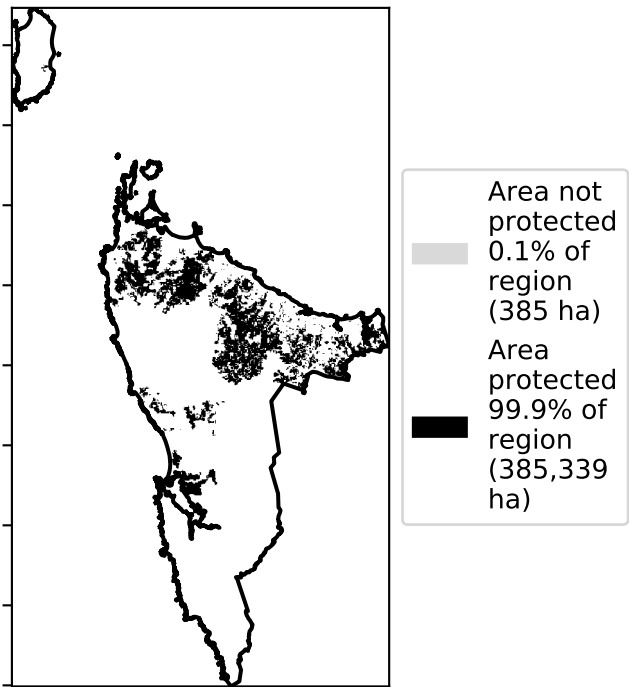 Area not
protected
0.1% of
region
(385 ha)
Area
protected
99.9% of
region
(385,339
ha)